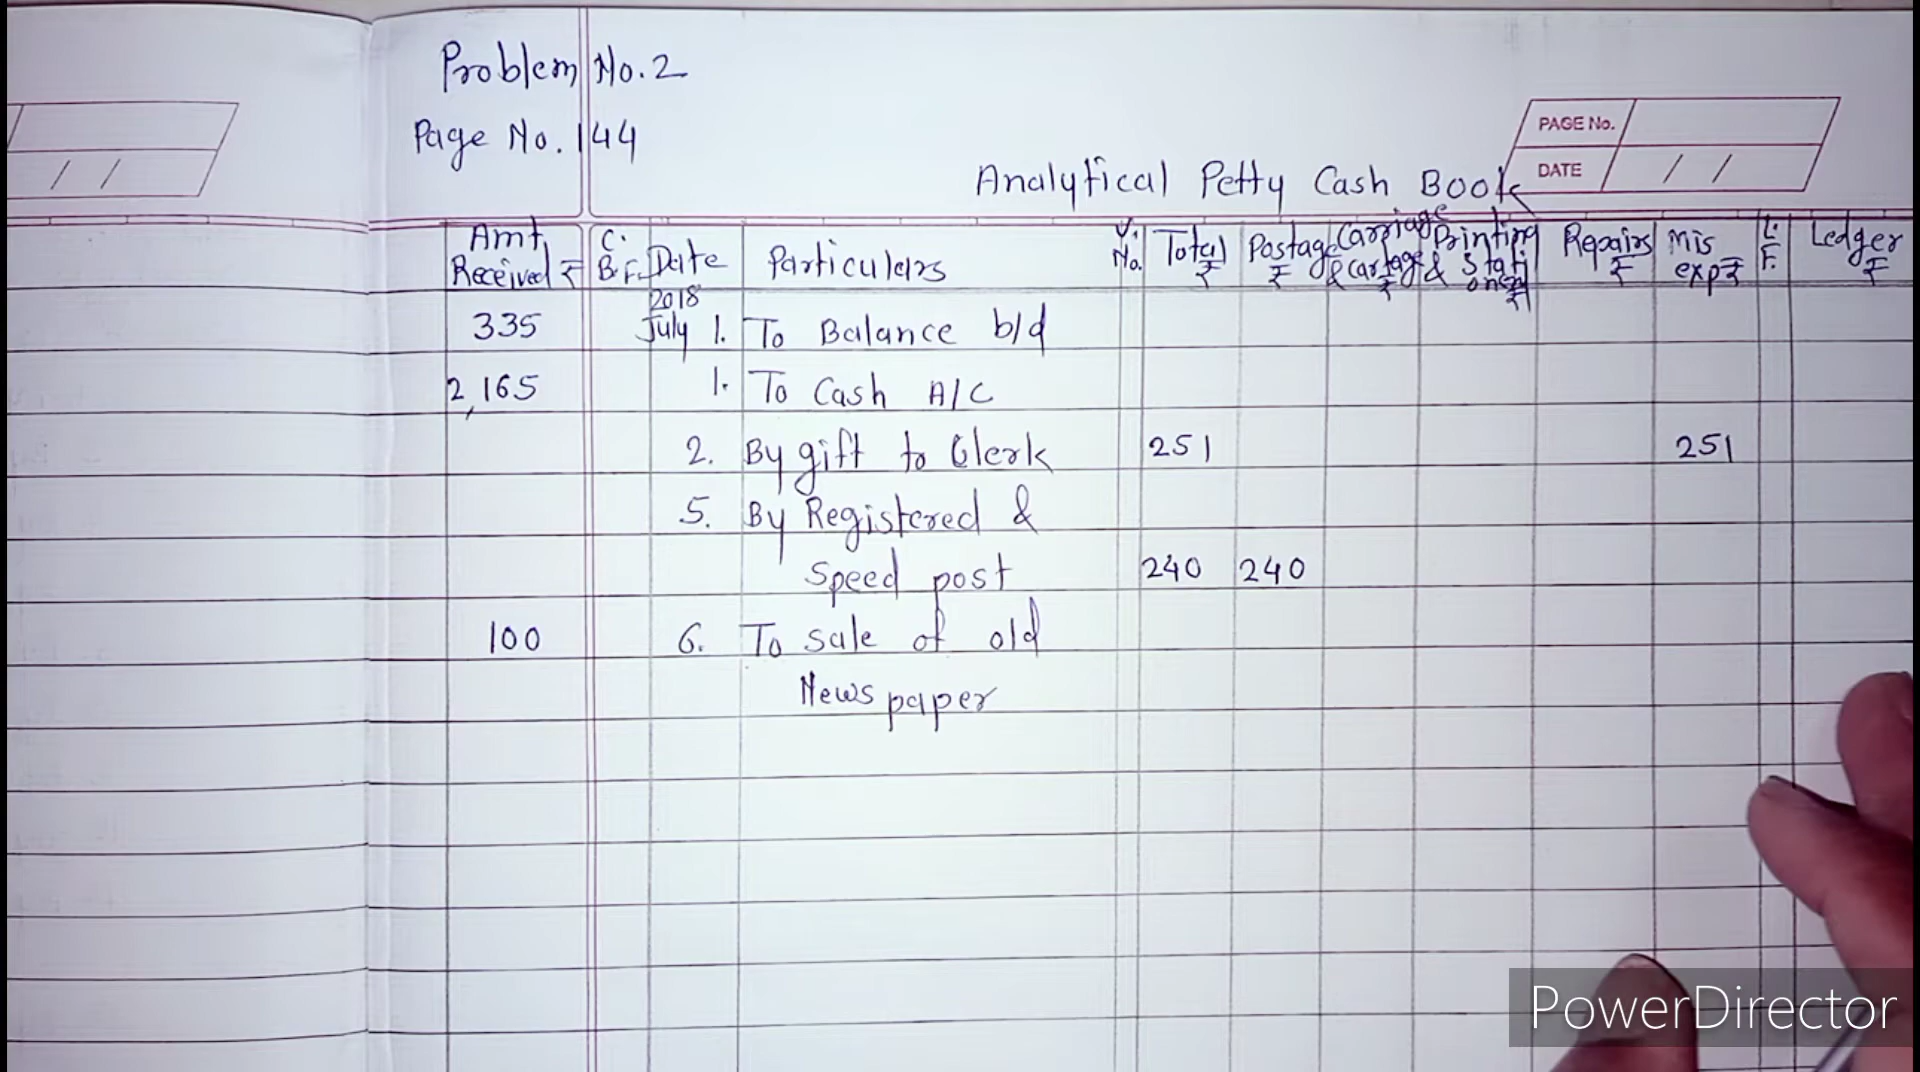 Problem No. 2
Page No. 144
PAGE No.
DATE / /
/ /
Analytical Petty Cash Book
Amt Received ₹ C. B. F. Date Particulars V. No. Total ₹ Postage ₹ Carriage & Cartage ₹ Printing & Stationery ₹ Repairs ₹ Mis exp ₹ L. F. Ledger ₹
2018
335 July 1. To Balance b/d
2,165 1. To Cash A/C
2. By gift to Clerk 251 251
5. By Registered &
Speed post 240 240
100 6. To sale of old
News paper
PowerDirector